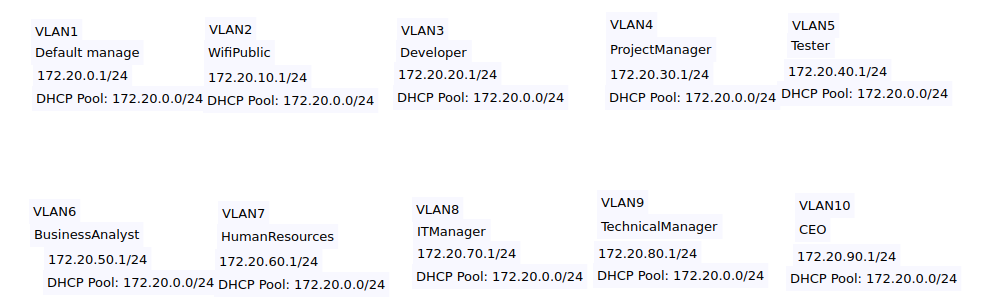 VLAN1
Default manage
172.20.0.1/24
DHCP Pool: 172.20.0.0/24
VLAN2
WifiPublic
172.20.10.1/24
DHCP Pool: 172.20.0.0/24
VLAN3
Developer
172.20.20.1/24
DHCP Pool: 172.20.0.0/24
VLAN4
ProjectManager
172.20.30.1/24
DHCP Pool: 172.20.0.0/24
VLAN5
Tester
172.20.40.1/24
DHCP Pool: 172.20.0.0/24
VLAN6
BusinessAnalyst
172.20.50.1/24
DHCP Pool: 172.20.0.0/24
VLAN7
HumanResources
172.20.60.1/24
DHCP Pool: 172.20.0.0/24
VLAN8
ITManager
172.20.70.1/24
DHCP Pool: 172.20.0.0/24
VLAN9
TechnicalManager
172.20.80.1/24
DHCP Pool: 172.20.0.0/24
VLAN10
CEO
172.20.90.1/24
DHCP Pool: 172.20.0.0/24